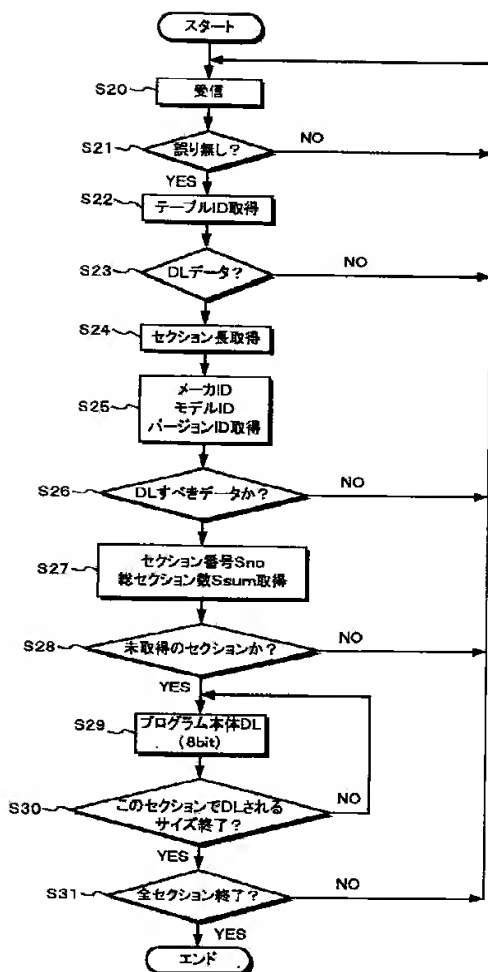 スタート
S20
受信
S21
誤り無し？
NO
YES
S22
テーブルID取得
S23
DLデータ？
NO
S24
セクション長取得
S25
メーカID
モデルID
バージョンID取得
S26
DLすべきデータか？
NO
S27
セクション番号Sno
総セクション数Ssum取得
S28
未取得のセクションか？
NO
YES
S29
プログラム本体DL
(8bit)
S30
このセクションでDLされる
サイズ終了？
NO
YES
S31
全セクション終了？
NO
YES
エンド